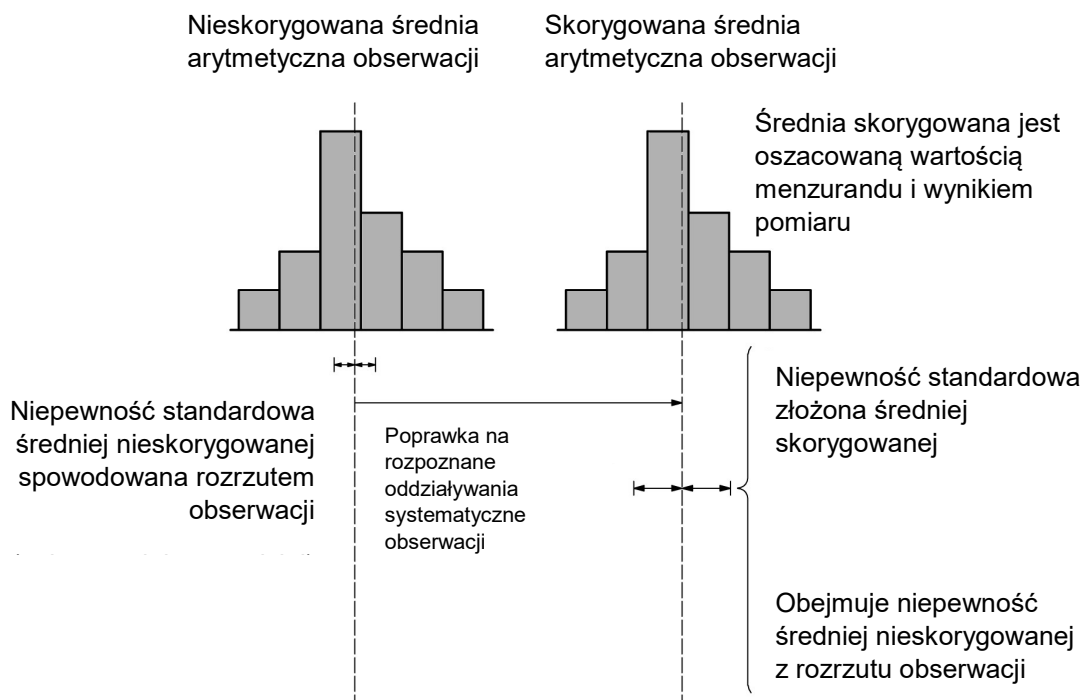 Nieskorygowana średnia
arytmetyczna obserwacji
Skorygowana średnia
arytmetyczna obserwacji
Średnia skorygowana jest
oszacowaną wartością
menzurandu i wynikiem
pomiaru
Niepewność standardowa
średniej nieskorygowanej
spowodowana rozrzutem
obserwacji
Poprawka na
rozpoznane
oddziaływania
systematyczne
obserwacji
Niepewność standardowa
złożona średniej
skorygowanej
Obejmuje niepewność
średniej nieskorygowanej
z rozrzutu obserwacji